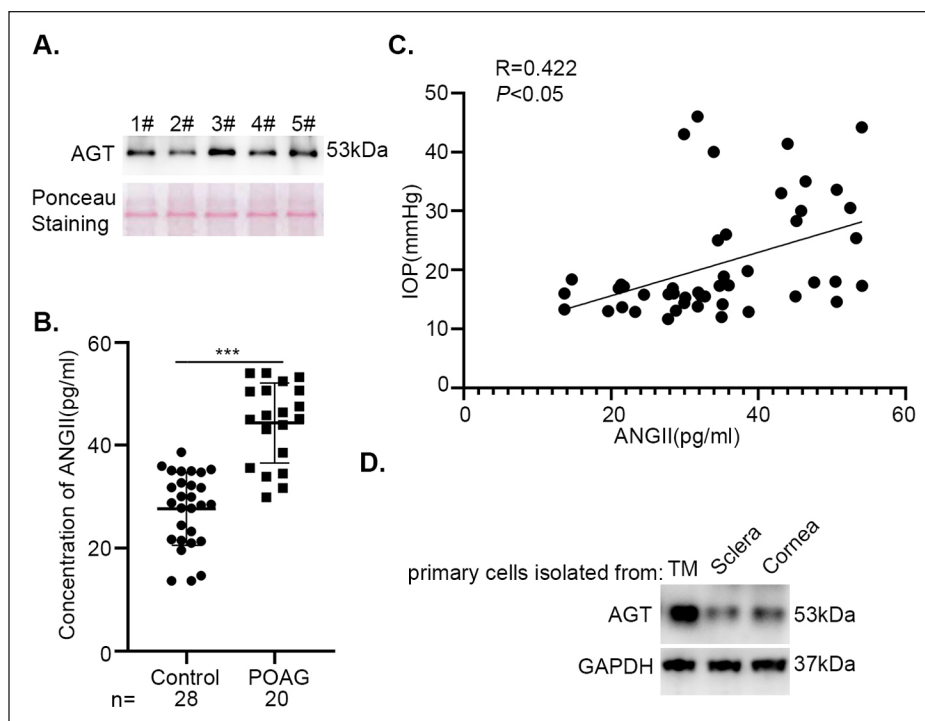 A.
1# 2# 3# 4# 5#
AGT 53kDa
Ponceau
Staining
B.
Concentration of ANGII(pg/ml)
60
40
20
0
***
Control POAG
n= 28 20
C.
R=0.422
P<0.05
IOP(mmHg)
50
40
30
20
10
0
0 20 40 60
ANGII(pg/ml)
D.
primary cells isolated from: TM Sclera Cornea
AGT 53kDa
GAPDH 37kDa